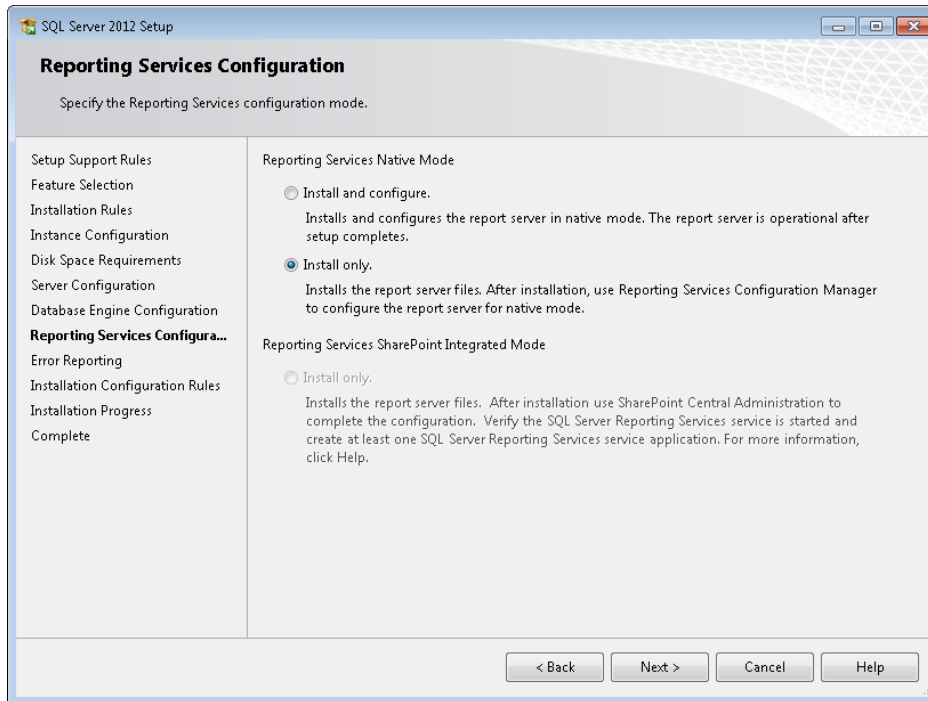 SQL Server 2012 Setup
Reporting Services Configuration
Specify the Reporting Services configuration mode.
Setup Support Rules
Feature Selection
Installation Rules
Instance Configuration
Disk Space Requirements
Server Configuration
Database Engine Configuration
Reporting Services Configura...
Error Reporting
Installation Configuration Rules
Installation Progress
Complete
Reporting Services Native Mode
Install and configure.
Installs and configures the report server in native mode. The report server is operational after
setup completes.
Install only.
Installs the report server files. After installation, use Reporting Services Configuration Manager
to configure the report server for native mode.
Reporting Services SharePoint Integrated Mode
Install only.
Installs the report server files. After installation use SharePoint Central Administration to
complete the configuration. Verify the SQL Server Reporting Services service is started and
create at least one SQL Server Reporting Services service application. For more information,
click Help.
< Back
Next >
Cancel
Help